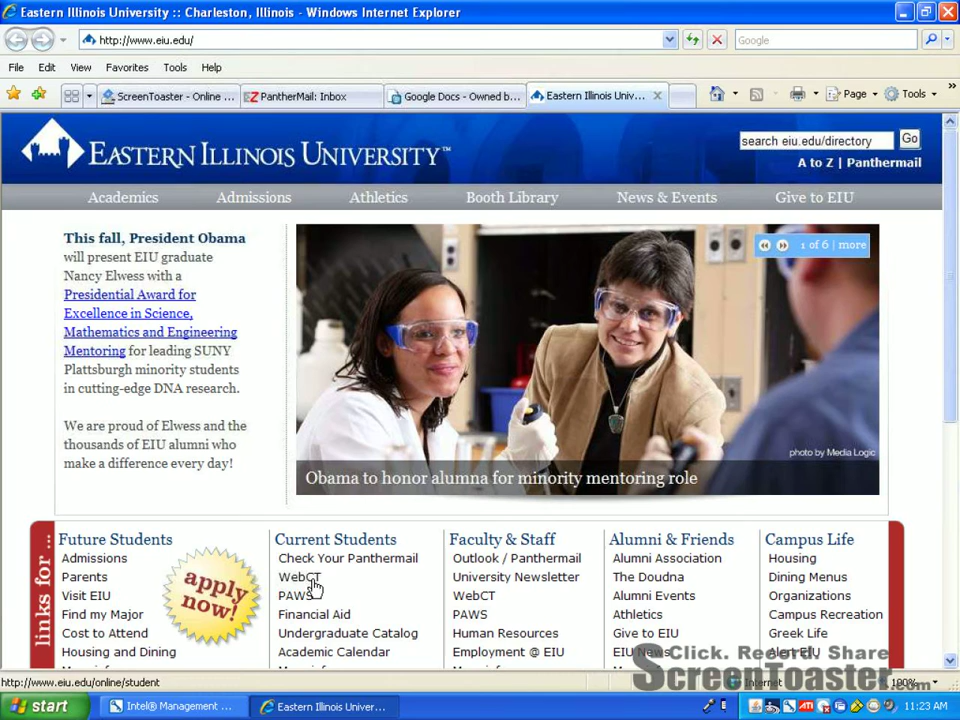 Eastern Illinois University :: Charleston, Illinois - Windows Internet Explorer
http://www.eiu.edu/
Google
File Edit View Favorites Tools Help
ScreenToaster - Online ...
PantherMail: Inbox
Google Docs - Owned b...
Eastern Illinois Univ...
Page
Tools
EASTERN ILLINOIS UNIVERSITY™
search eiu.edu/directory
Go
A to Z | Panthermail
Academics Admissions Athletics Booth Library News & Events Give to EIU
This fall, President Obama
will present EIU graduate
Nancy Elwess with a
Presidential Award for
Excellence in Science,
Mathematics and Engineering
Mentoring for leading SUNY
Plattsburgh minority students
in cutting-edge DNA research.
We are proud of Elwess and the
thousands of EIU alumni who
make a difference every day!
1 of 6 | more
photo by Media Logic
Obama to honor alumna for minority mentoring role
links for ...
Future Students
Admissions
Parents
Visit EIU
Find my Major
Cost to Attend
Housing and Dining
apply
now!
Current Students
Check Your Panthermail
WebCT
PAWS
Financial Aid
Undergraduate Catalog
Academic Calendar
Faculty & Staff
Outlook / Panthermail
University Newsletter
WebCT
PAWS
Human Resources
Employment @ EIU
Alumni & Friends
Alumni Association
The Doudna
Alumni Events
Athletics
Give to EIU
EIU News
Campus Life
Housing
Dining Menus
Organizations
Campus Recreation
Greek Life
Alert EIU
Click. Record. Share
ScreenToaster.com
http://www.eiu.edu/online/student
Internet
100%
start
Intel® Management ...
Eastern Illinois Univer...
ATI
11:23 AM